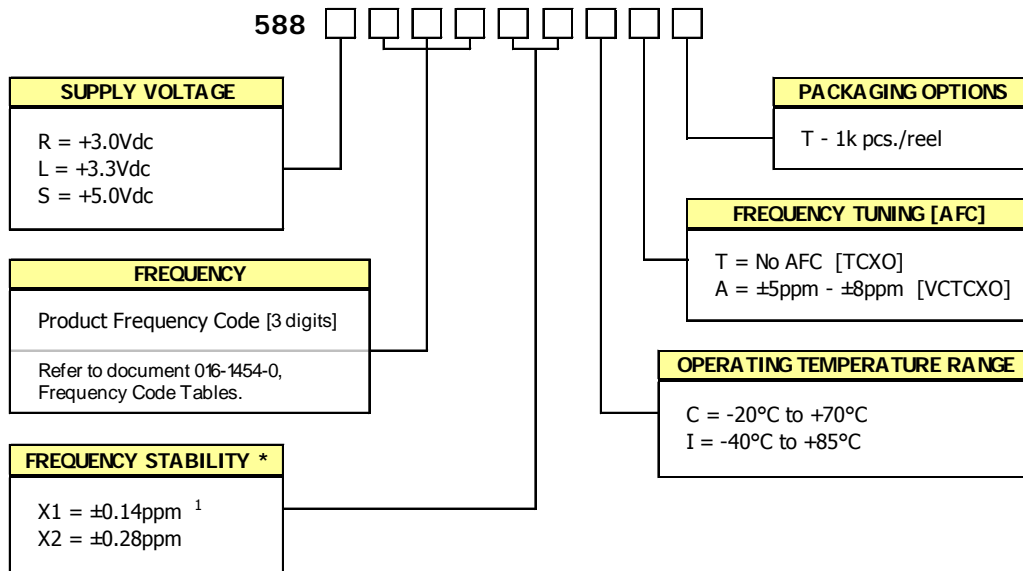 588
SUPPLY VOLTAGE
R = +3.0Vdc
L = +3.3Vdc
S = +5.0Vdc
PACKAGING OPTIONS
T - 1k pcs./reel
FREQUENCY TUNING [AFC]
T = No AFC [TCXO]
A = ±5ppm - ±8ppm [VCTCXO]
FREQUENCY
Product Frequency Code [3 digits]
Refer to document 016-1454-0,
Frequency Code Tables.
OPERATING TEMPERATURE RANGE
C = -20°C to +70°C
I = -40°C to +85°C
FREQUENCY STABILITY *
X1 = ±0.14ppm 1
X2 = ±0.28ppm